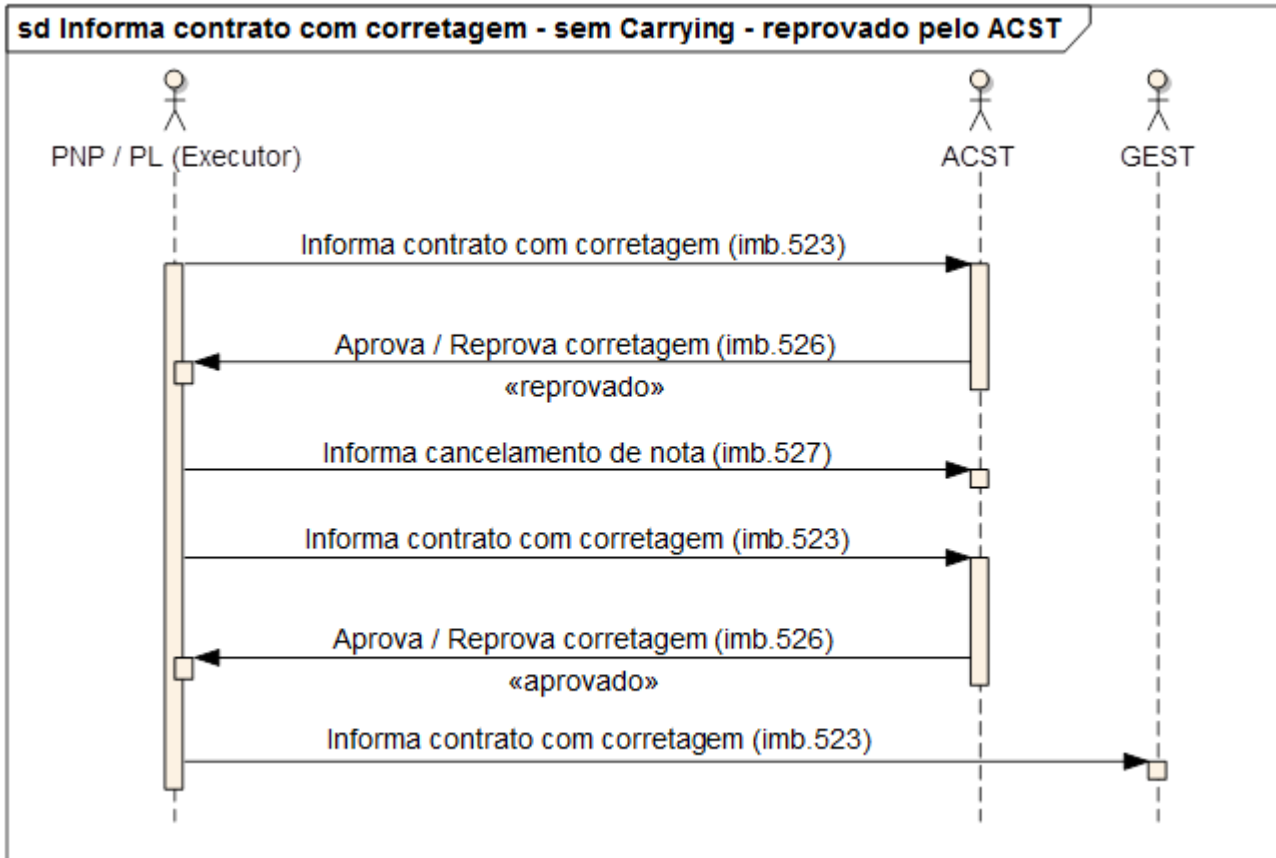 sd Informa contrato com corretagem - sem Carrying - reprovado pelo ACST
PNP / PL (Executor)
ACST
GEST
Informa contrato com corretagem (imb.523)
Aprova / Reprova corretagem (imb.526)
«reprovado»
Informa cancelamento de nota (imb.527)
Informa contrato com corretagem (imb.523)
Aprova / Reprova corretagem (imb.526)
«aprovado»
Informa contrato com corretagem (imb.523)